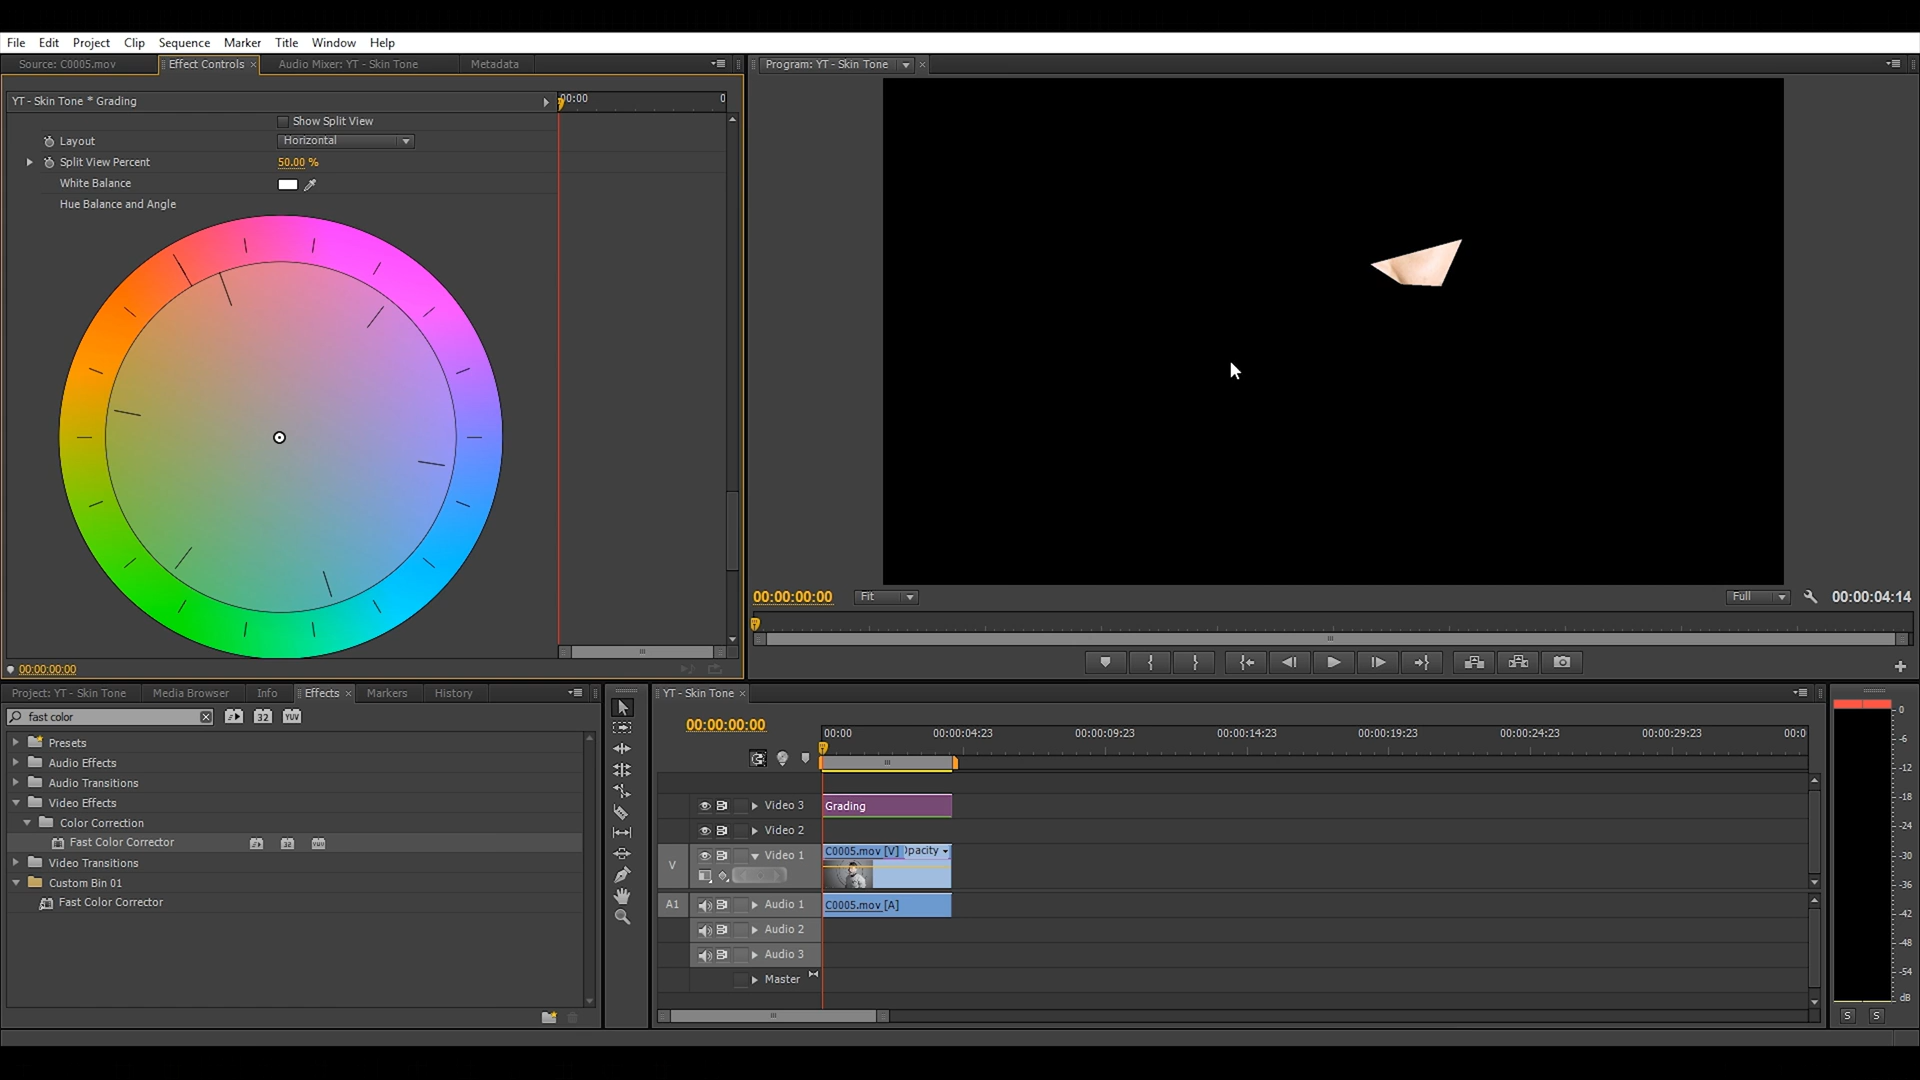 File Edit Project Clip Sequence Marker Title Window Help
Source: C0005.mov Effect Controls × Audio Mixer: YT - Skin Tone Metadata
Program: YT - Skin Tone ×
YT - Skin Tone * Grading
00:00 0
Show Split View
Layout Horizontal
Split View Percent 50.00 %
White Balance
Hue Balance and Angle
00:00:00:00
00:00:00:00 Fit Full 00:00:04:14
Project: YT - Skin Tone Media Browser Info Effects × Markers History
fast color 32 YUV
Presets
Audio Effects
Audio Transitions
Video Effects
Color Correction
Fast Color Corrector 32 YUV
Video Transitions
Custom Bin 01
Fast Color Corrector
YT - Skin Tone ×
00:00:00:00
00:00 00:00:04:23 00:00:09:23 00:00:14:23 00:00:19:23 00:00:24:23 00:00:29:23 00:0
Video 3 Grading
Video 2
V Video 1 C0005.mov [V] Opacity
A1 Audio 1 C0005.mov [A]
Audio 2
Audio 3
Master
0
-6
-12
-18
-24
-30
-36
-42
-48
-54
dB
S S